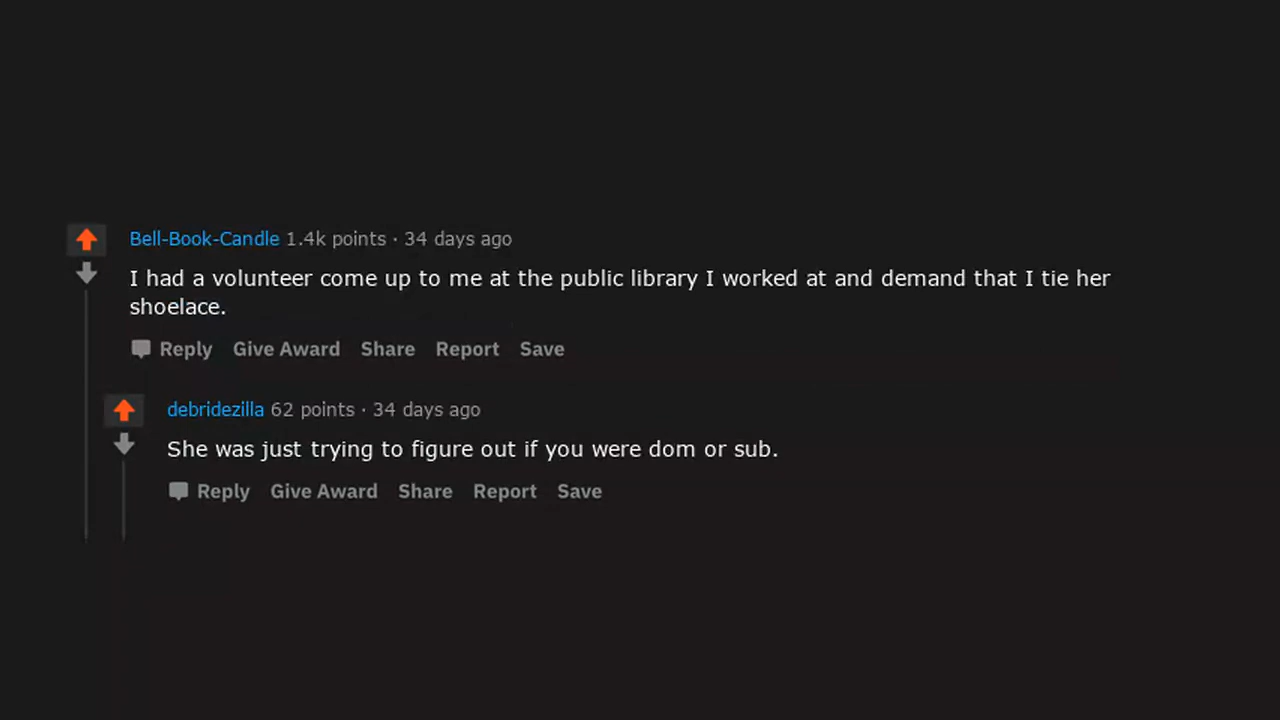 Bell-Book-Candle 1.4k points · 34 days ago
I had a volunteer come up to me at the public library I worked at and demand that I tie her
shoelace.
Reply Give Award Share Report Save
debridezilla 62 points · 34 days ago
She was just trying to figure out if you were dom or sub.
Reply Give Award Share Report Save